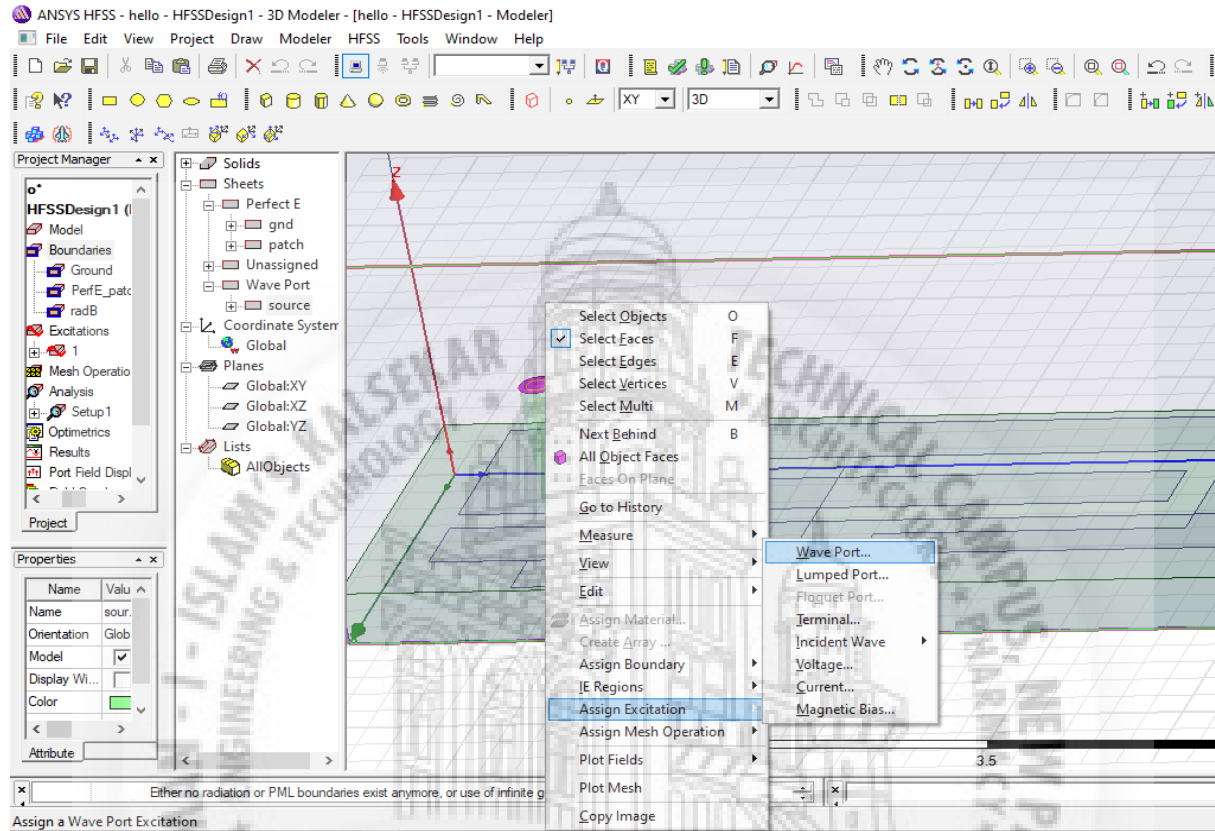 ANSYS HFSS - hello - HFSSDesign1 - 3D Modeler - [hello - HFSSDesign1 - Modeler]
File Edit View Project Draw Modeler HFSS Tools Window Help
XY 3D
Project Manager
HFSSDesign1 (
Model
Boundaries
Ground
PerfE_patc
radB
Excitations
1
Mesh Operatio
Analysis
Setup1
Optimetrics
Results
Port Field Displ
Project
Solids
Sheets
Perfect E
gnd
patch
Unassigned
Wave Port
source
Coordinate System
Global
Planes
Global:XY
Global:XZ
Global:YZ
Lists
AllObjects
Z
Select Objects O
Select Faces F
Select Edges E
Select Vertices V
Select Multi M
Next Behind B
All Object Faces
Faces On Plane
Go to History
Measure
View
Edit
Assign Material...
Create Array ...
Assign Boundary
IE Regions
Assign Excitation
Assign Mesh Operation
Plot Fields
Plot Mesh
Copy Image
Wave Port...
Lumped Port...
Floquet Port...
Terminal...
Incident Wave
Voltage...
Current...
Magnetic Bias...
3.5
Properties
Name Valu
Name sour.
Orientation Glob
Model
Display Wi...
Color
Attribute
Either no radiation or PML boundaries exist anymore, or use of infinite g
Assign a Wave Port Excitation